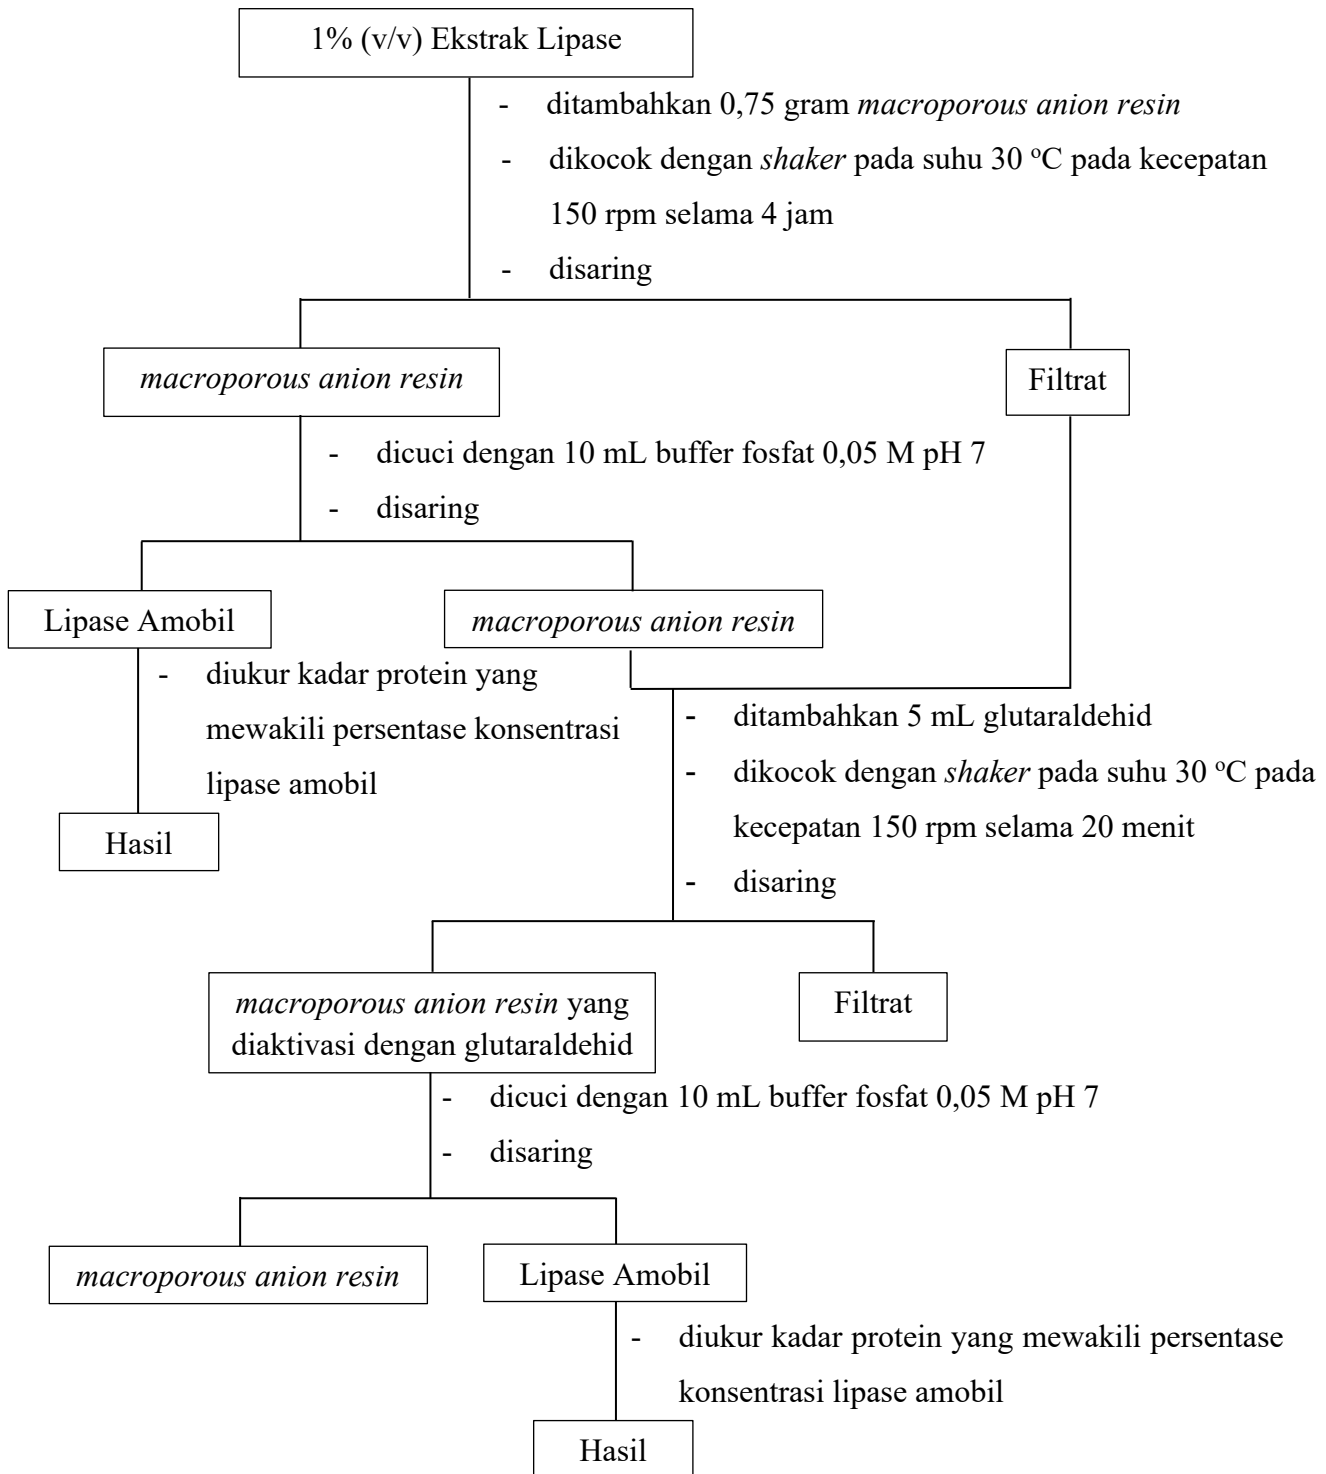 1% (v/v) Ekstrak Lipase
- ditambahkan 0,75 gram macroporous anion resin
- dikocok dengan shaker pada suhu 30 °C pada kecepatan
150 rpm selama 4 jam
- disaring
macroporous anion resin
Filtrat
- dicuci dengan 10 mL buffer fosfat 0,05 M pH 7
- disaring
Lipase Amobil
macroporous anion resin
- diukur kadar protein yang
mewakili persentase konsentrasi
lipase amobil
Hasil
- ditambahkan 5 mL glutaraldehid
- dikocok dengan shaker pada suhu 30 °C pada
kecepatan 150 rpm selama 20 menit
- disaring
macroporous anion resin yang
diaktivasi dengan glutaraldehid
Filtrat
- dicuci dengan 10 mL buffer fosfat 0,05 M pH 7
- disaring
macroporous anion resin
Lipase Amobil
- diukur kadar protein yang mewakili persentase
konsentrasi lipase amobil
Hasil